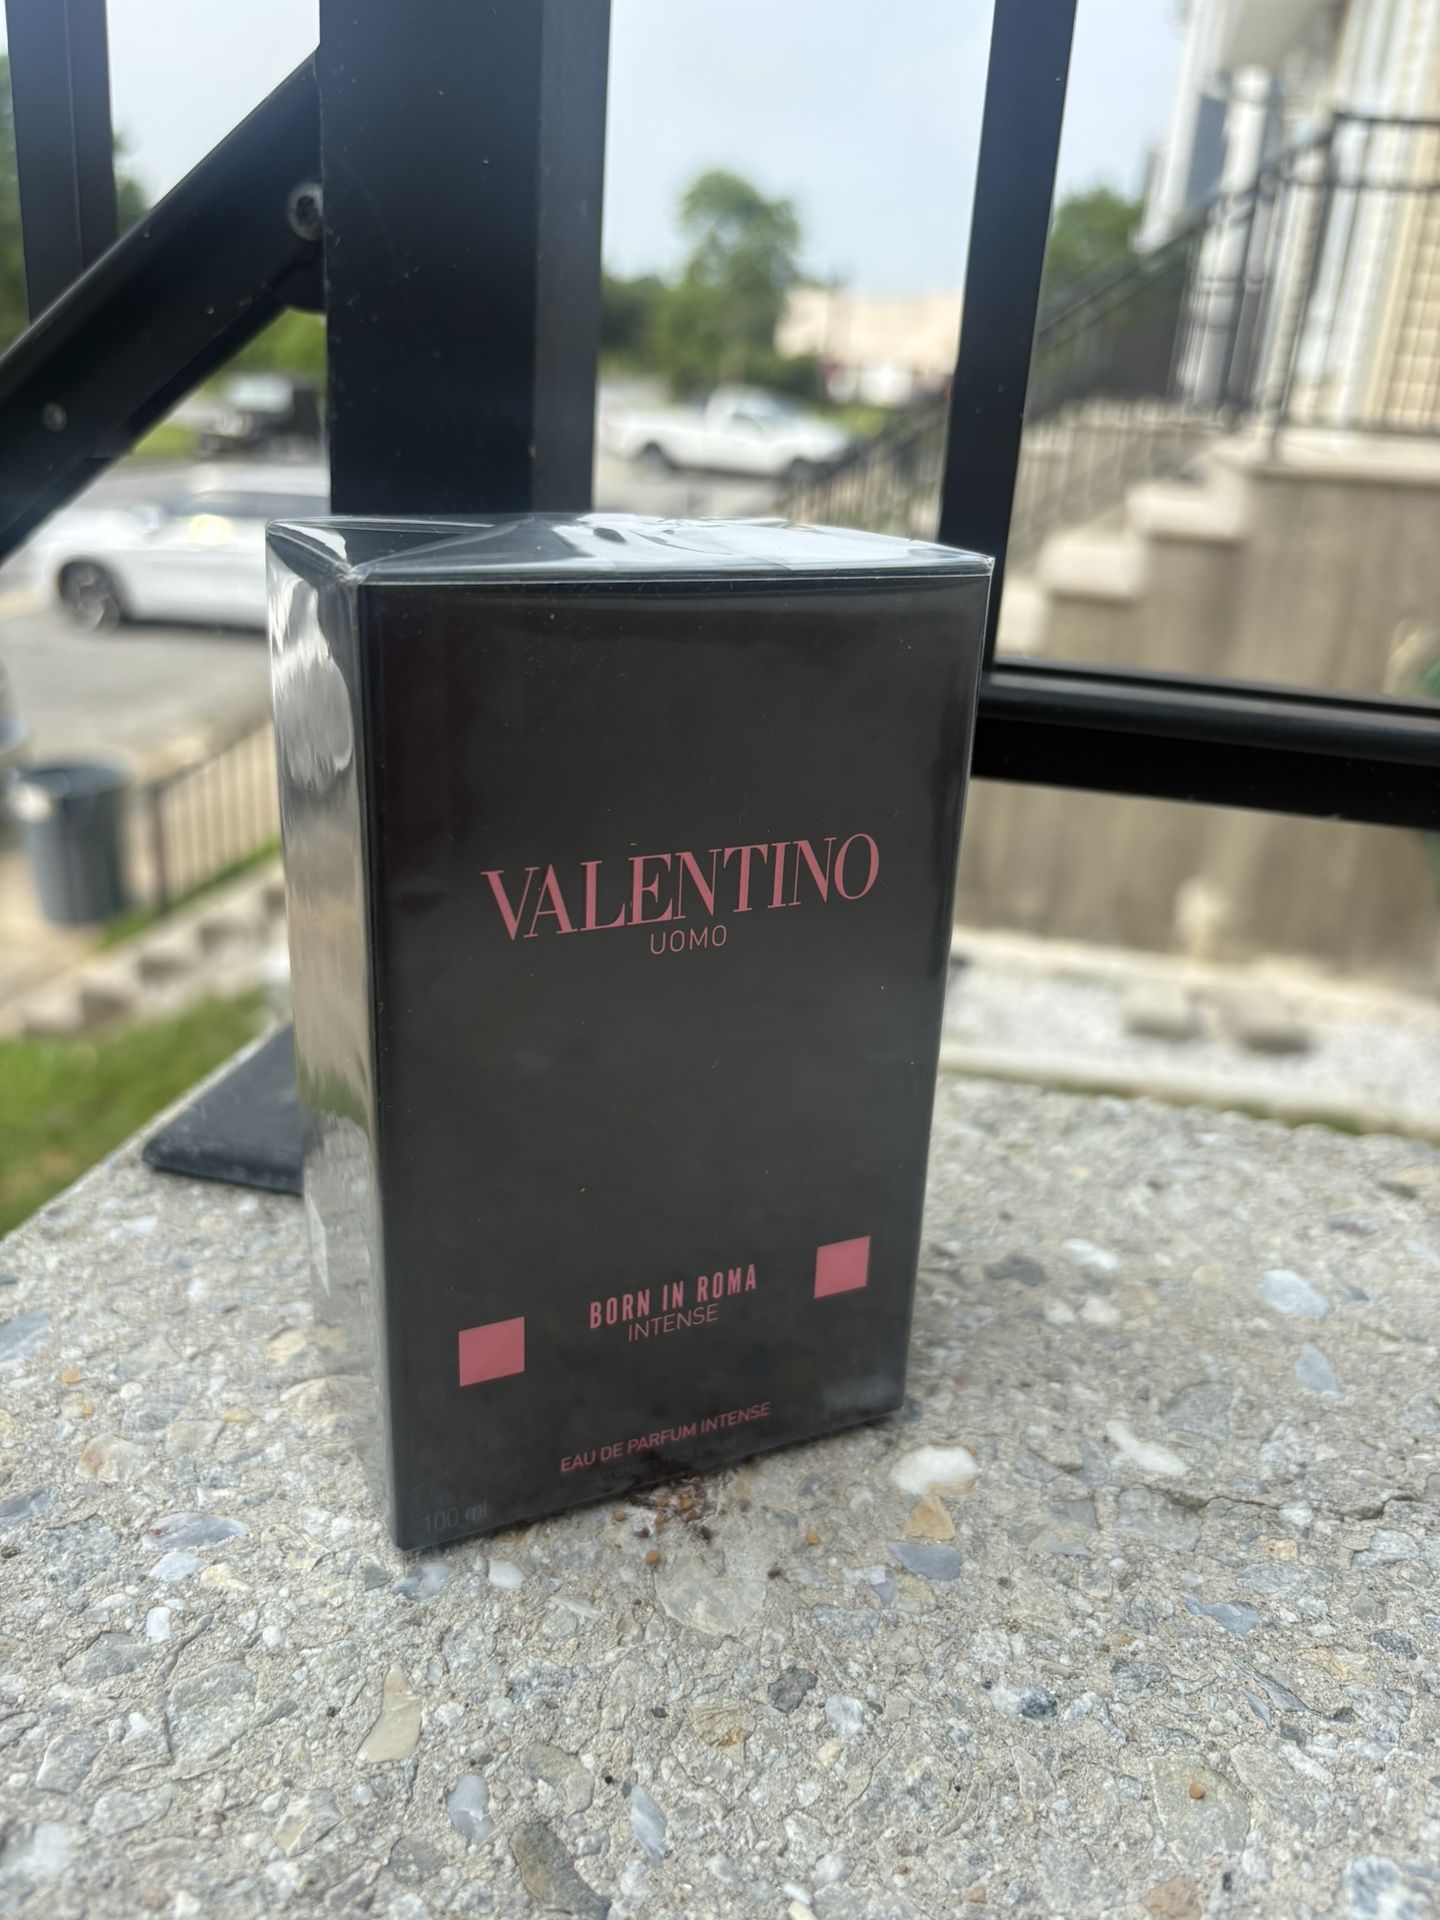 VALENTINO
UOMO
BORN IN ROMA
INTENSE
EAU DE PARFUM INTENSE
100 ml